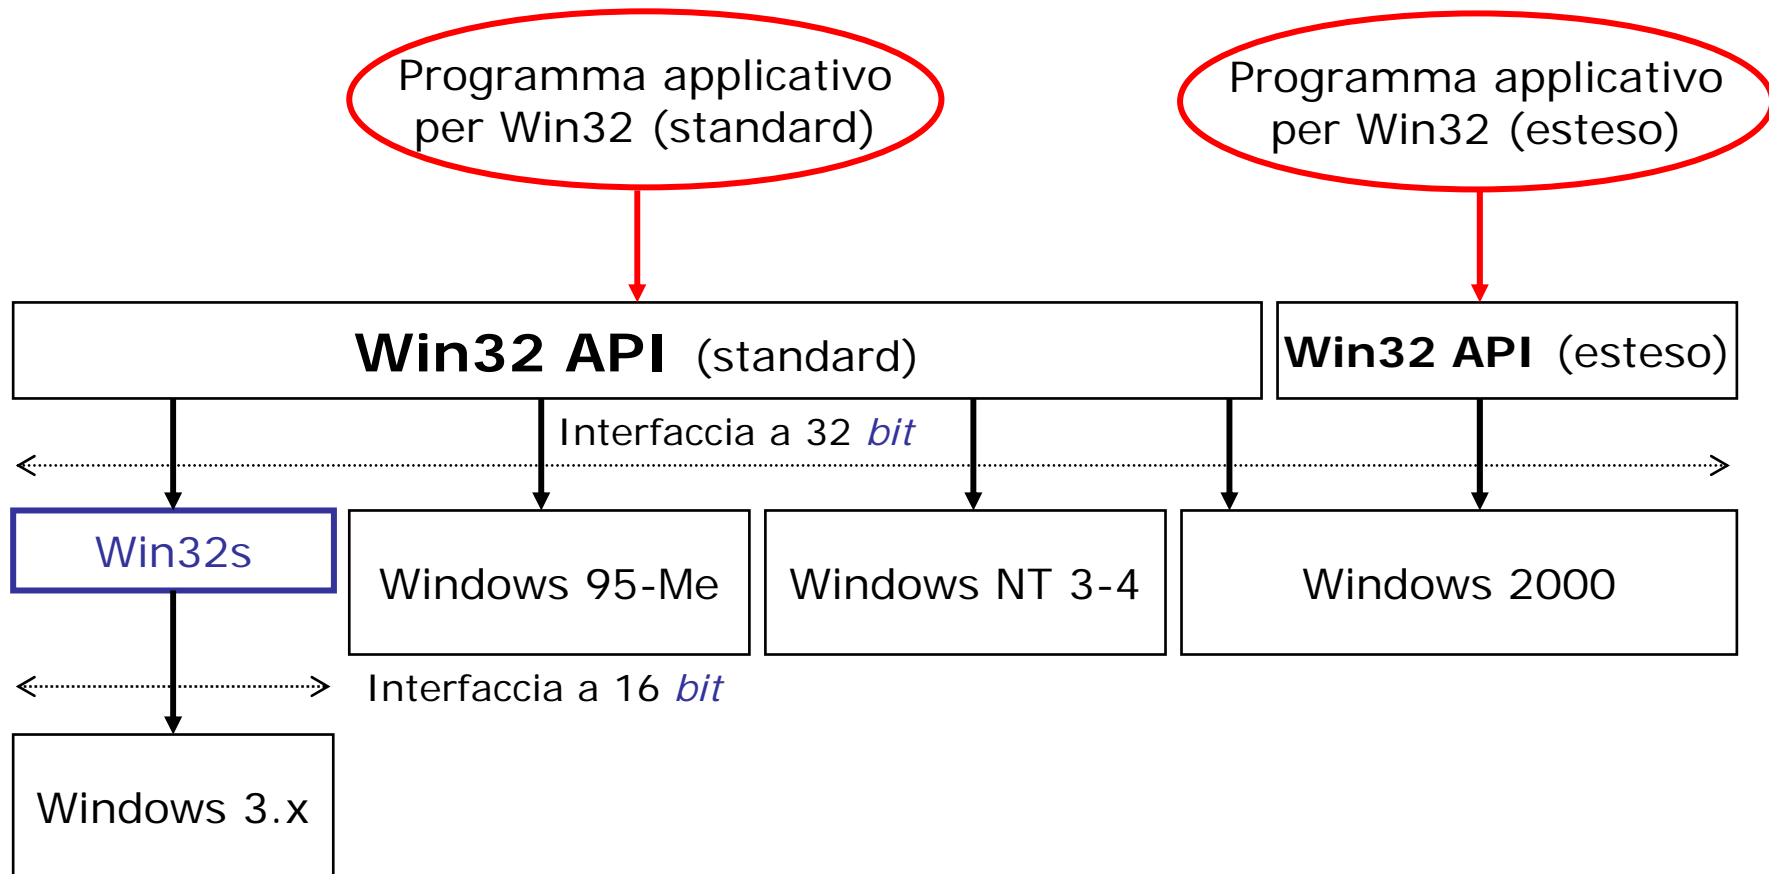 Programma applicativo
per Win32 (standard)
Programma applicativo
per Win32 (esteso)
Win32 API (standard)
Win32 API (esteso)
Interfaccia a 32 bit
Win32s
Windows 95-Me
Windows NT 3-4
Windows 2000
Interfaccia a 16 bit
Windows 3.x